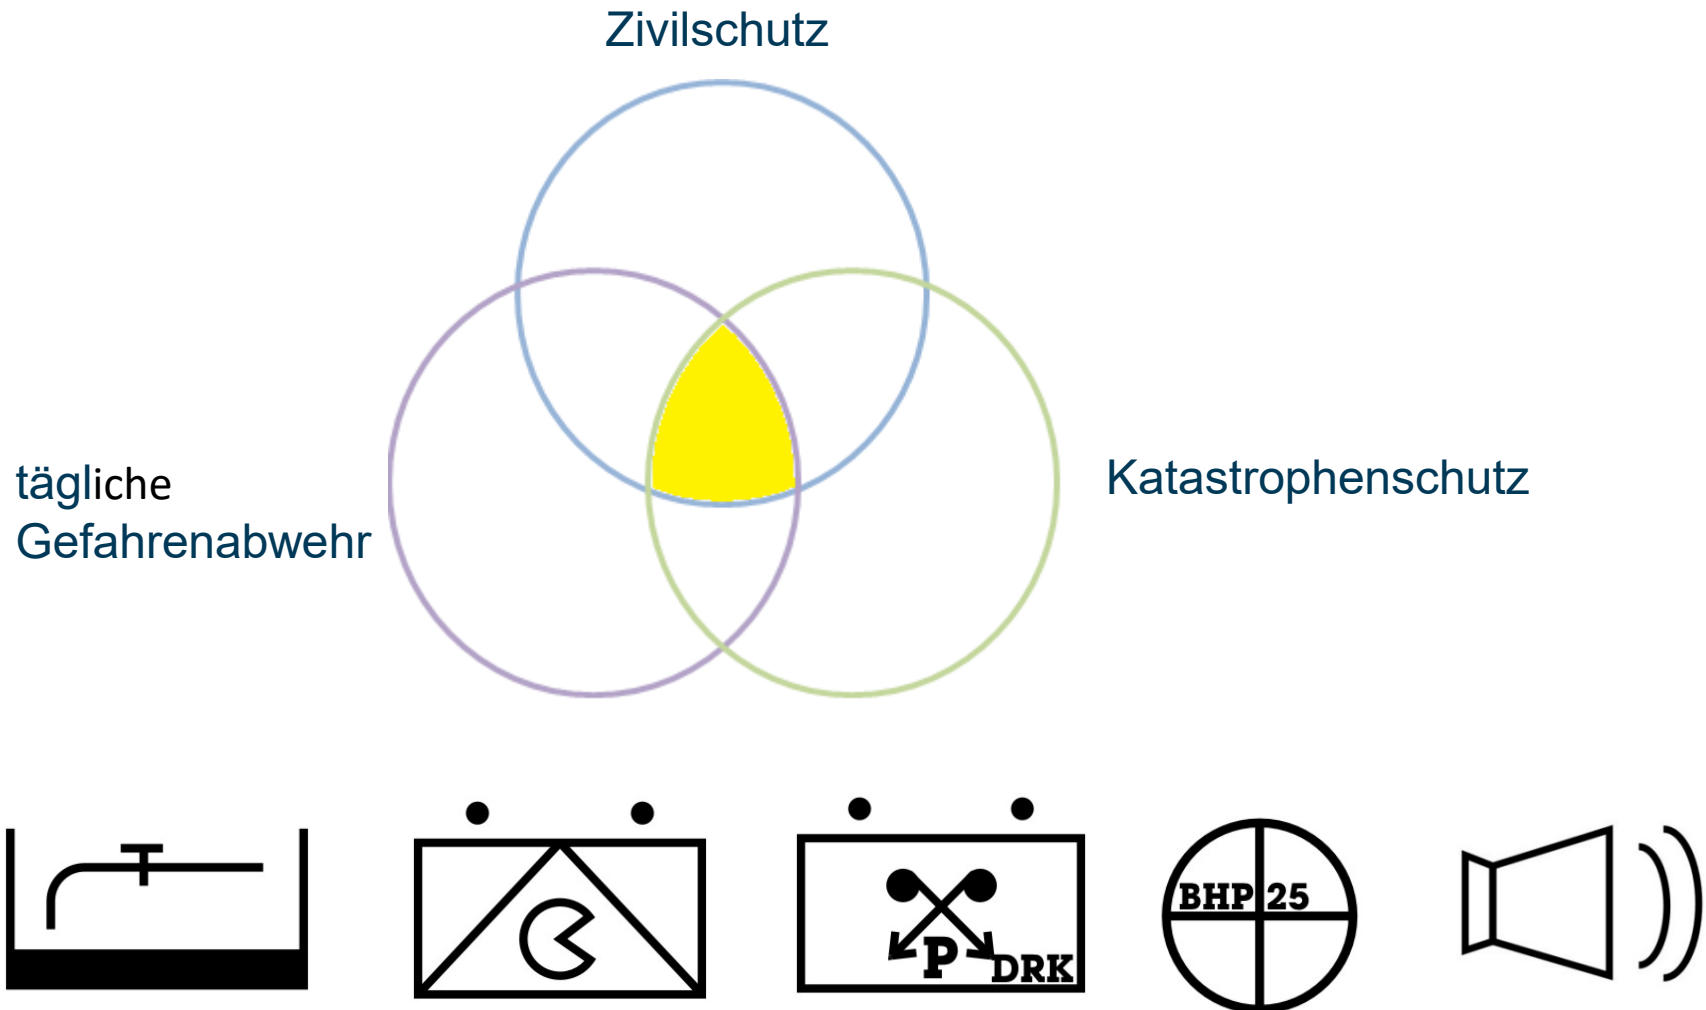 Zivilschutz
tägliche
Gefahrenabwehr
Katastrophenschutz
P
DRK
BHP 25